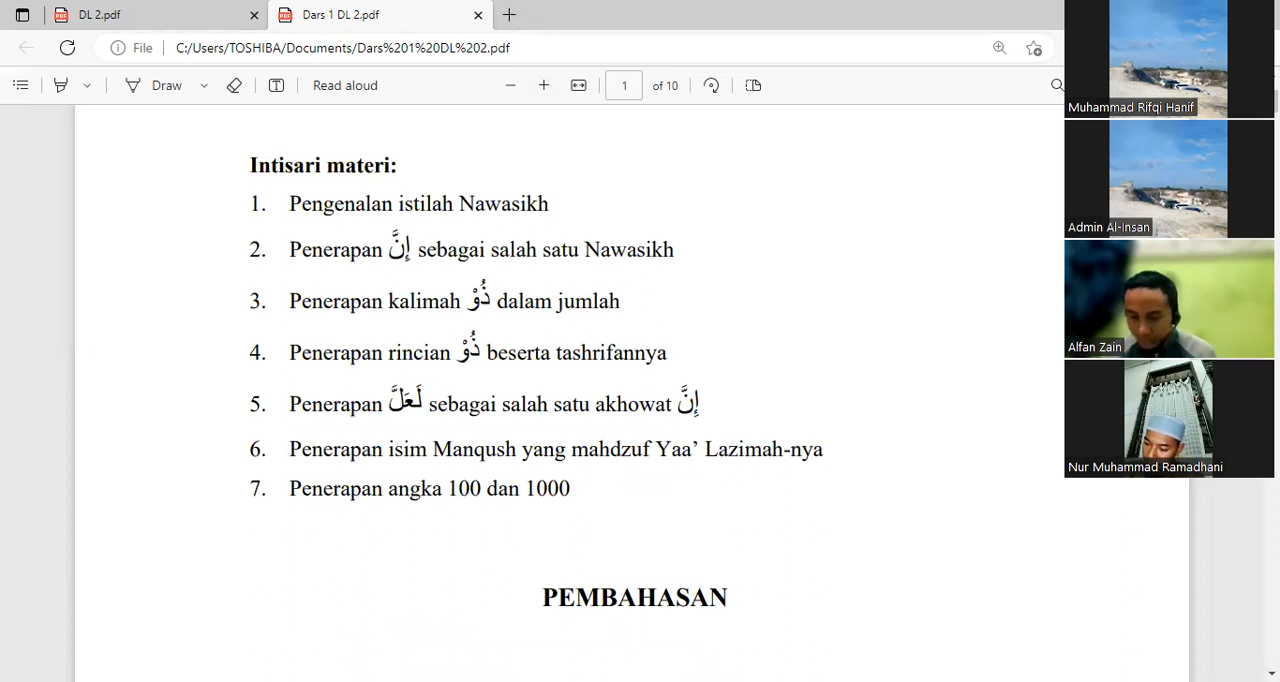 DL 2.pdf
Dars 1 DL 2.pdf
File
C:/Users/TOSHIBA/Documents/Dars%201%20DL%202.pdf
Draw
Read aloud
1 of 10
Intisari materi:
1. Pengenalan istilah Nawasikh
2. Penerapan إِنَّ sebagai salah satu Nawasikh
3. Penerapan kalimah ذُوْ dalam jumlah
4. Penerapan rincian ذُوْ beserta tashrifannya
5. Penerapan لَعَلَّ sebagai salah satu akhowat إِنَّ
6. Penerapan isim Manqush yang mahdzuf Yaa’ Lazimah-nya
7. Penerapan angka 100 dan 1000
PEMBAHASAN
Muhammad Rifqi Hanif
Admin Al-Insan
Alfan Zain
Nur Muhammad Ramadhani